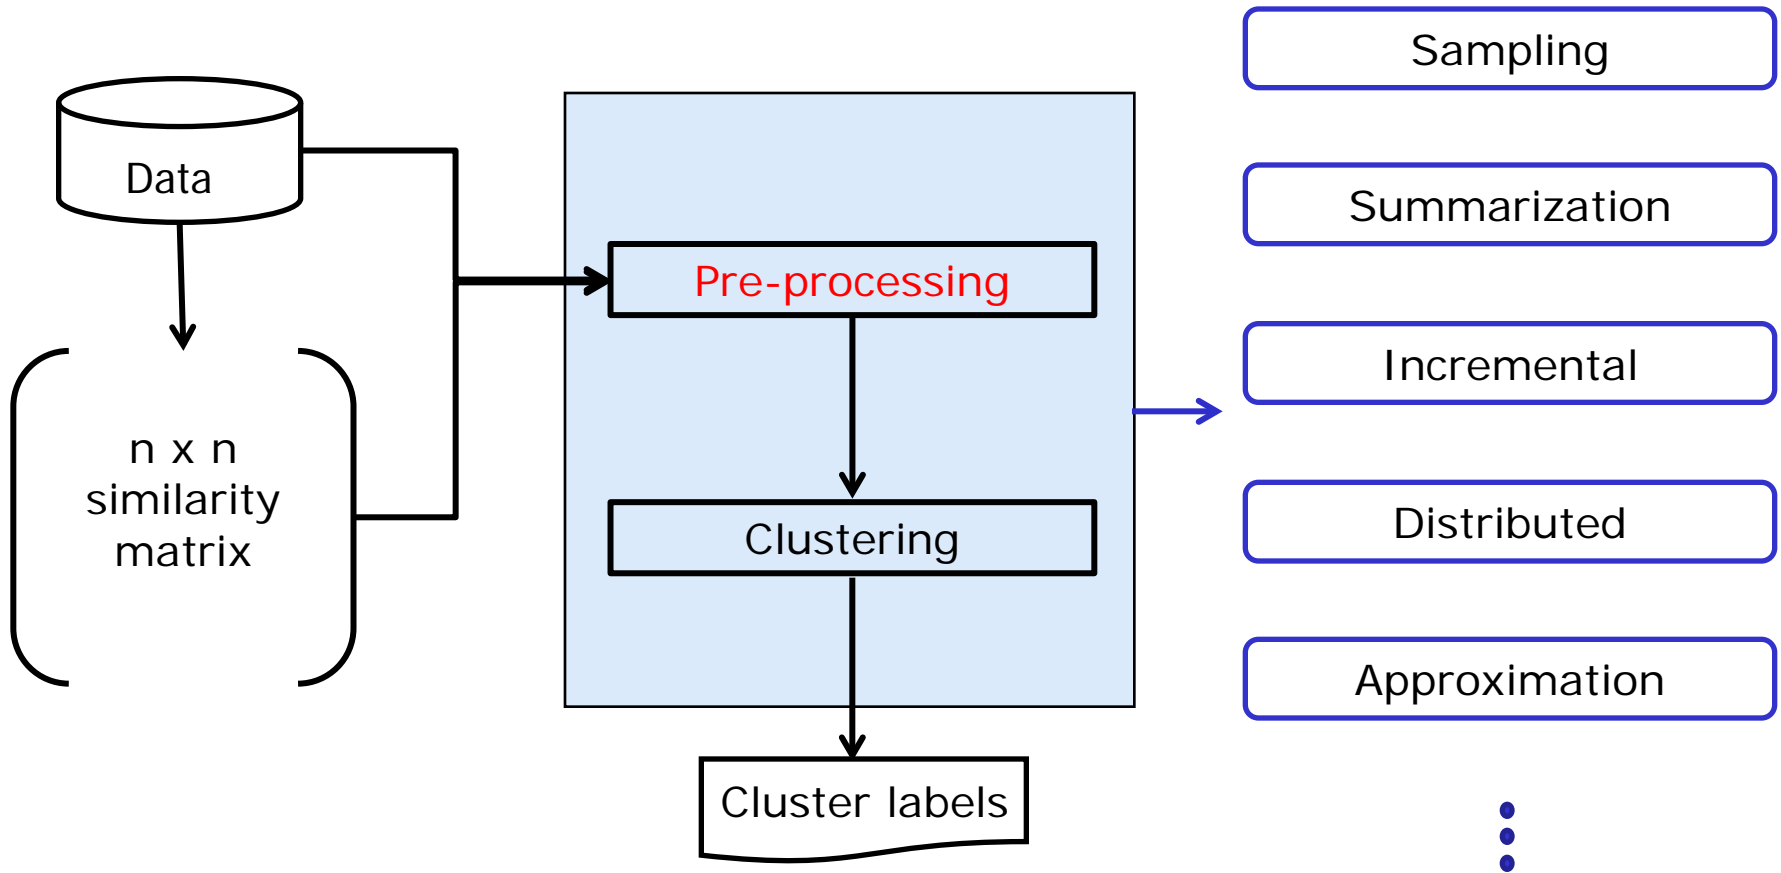 Data
n x n
similarity
matrix
Pre-processing
Clustering
Cluster labels
Sampling
Summarization
Incremental
Distributed
Approximation